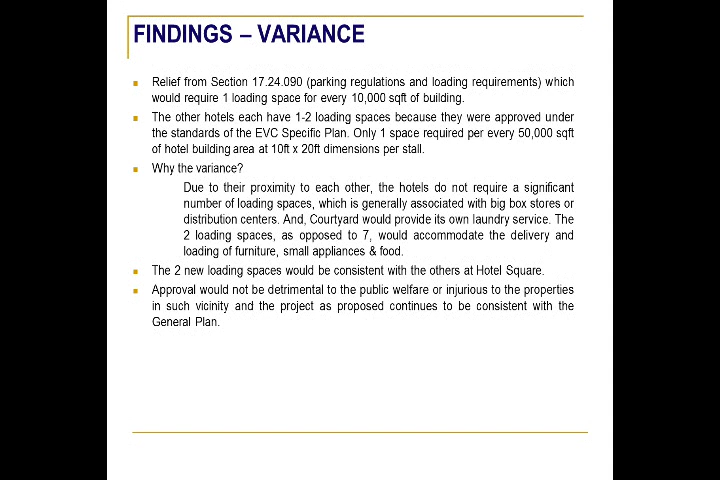 FINDINGS – VARIANCE
Relief from Section 17.24.090 (parking regulations and loading requirements) which
would require 1 loading space for every 10,000 sqft of building.
The other hotels each have 1-2 loading spaces because they were approved under
the standards of the EVC Specific Plan. Only 1 space required per every 50,000 sqft
of hotel building area at 10ft x 20ft dimensions per stall.
Why the variance?
Due to their proximity to each other, the hotels do not require a significant
number of loading spaces, which is generally associated with big box stores or
distribution centers. And, Courtyard would provide its own laundry service. The
2 loading spaces, as opposed to 7, would accommodate the delivery and
loading of furniture, small appliances & food.
The 2 new loading spaces would be consistent with the others at Hotel Square.
Approval would not be detrimental to the public welfare or injurious to the properties
in such vicinity and the project as proposed continues to be consistent with the
General Plan.